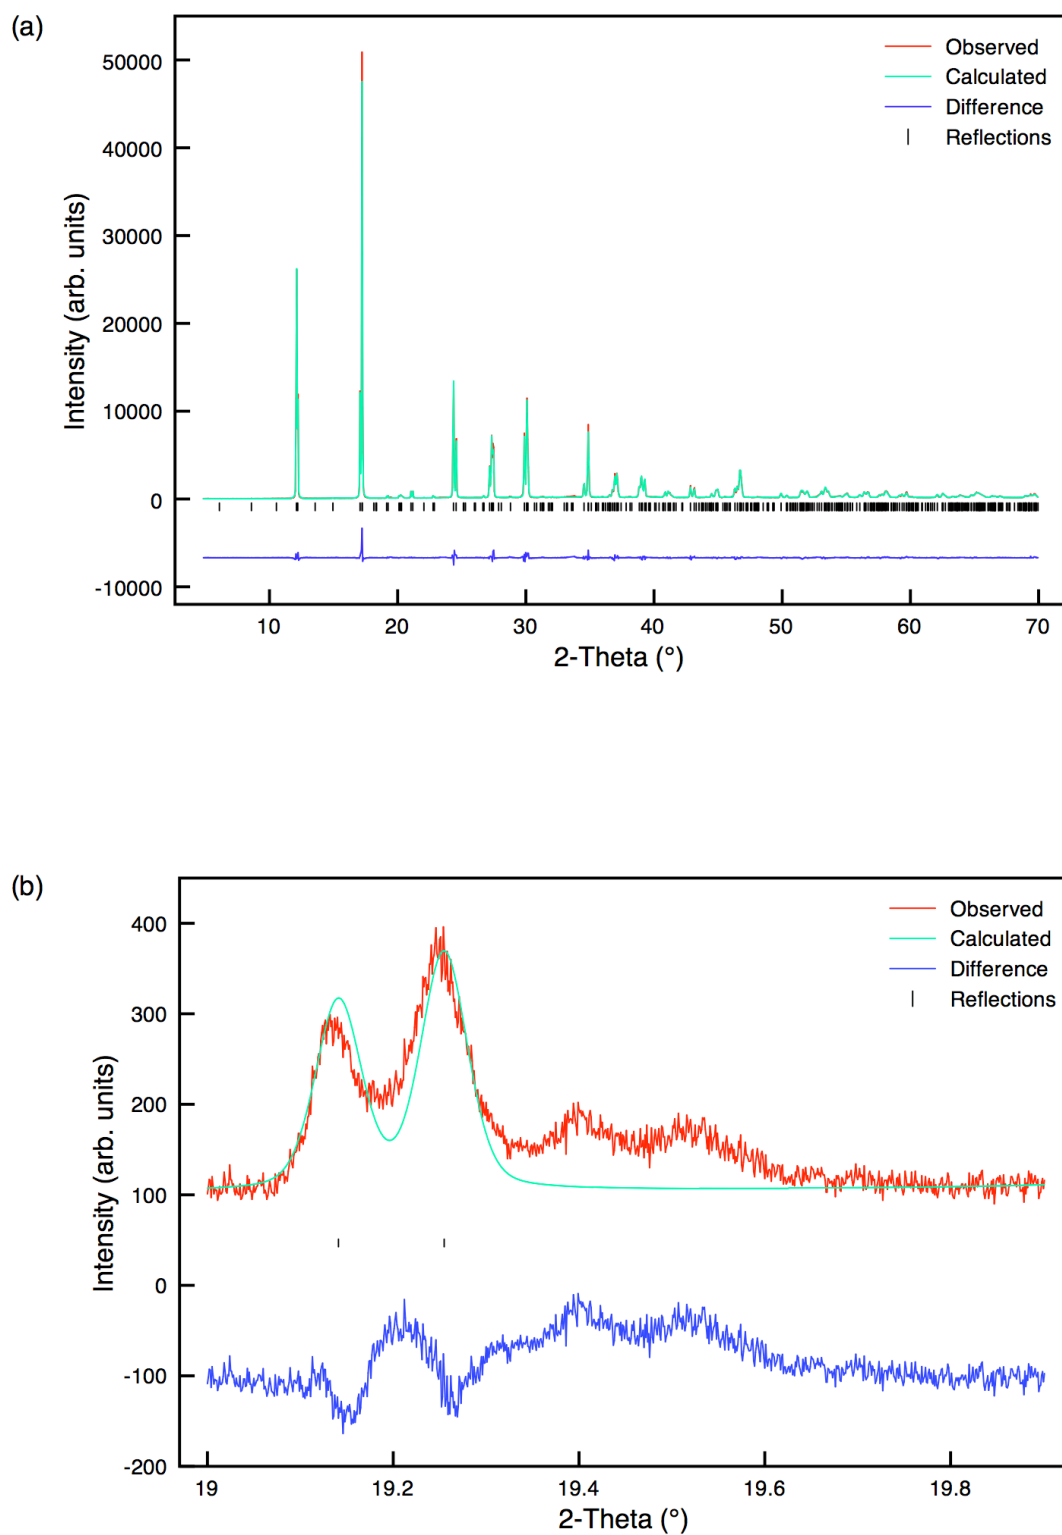 (a)
Observed
Calculated
Difference
Reflections
50000
40000
30000
20000
10000
0
-10000
Intensity (arb. units)
10 20 30 40 50 60 70
2-Theta (°)
(b)
Observed
Calculated
Difference
Reflections
400
300
200
100
0
-100
-200
Intensity (arb. units)
19 19.2 19.4 19.6 19.8
2-Theta (°)